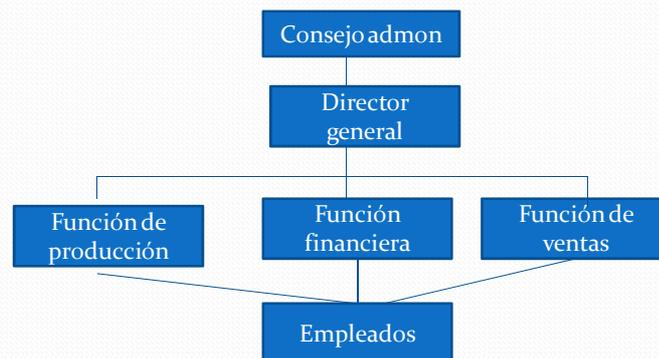 Consejo admon
Director
general
Función de
producción
Función
financiera
Función de
ventas
Empleados